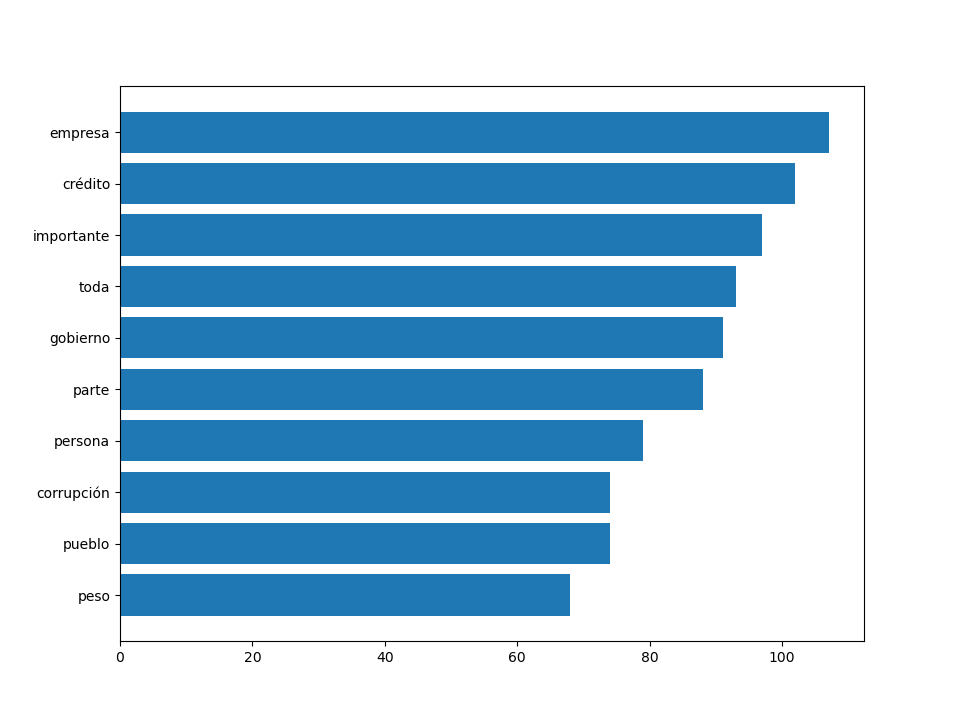 empresa
crédito
importante
toda
gobierno
parte
persona
corrupción
pueblo
peso
0 20 40 60 80 100